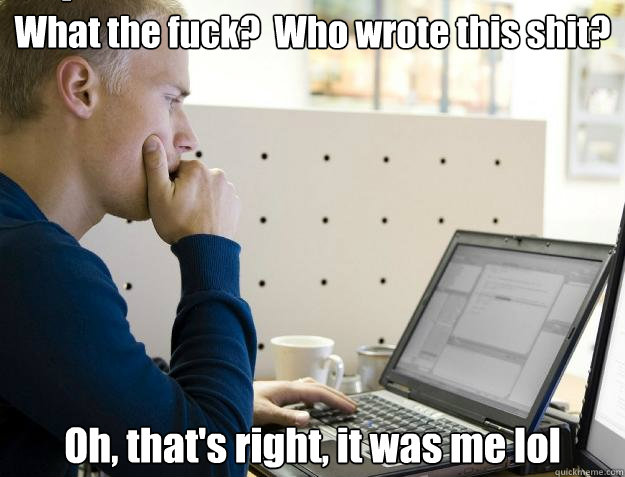 What the fuck?  Who wrote this shit?
Oh, that's right, it was me lol
quickmeme.com